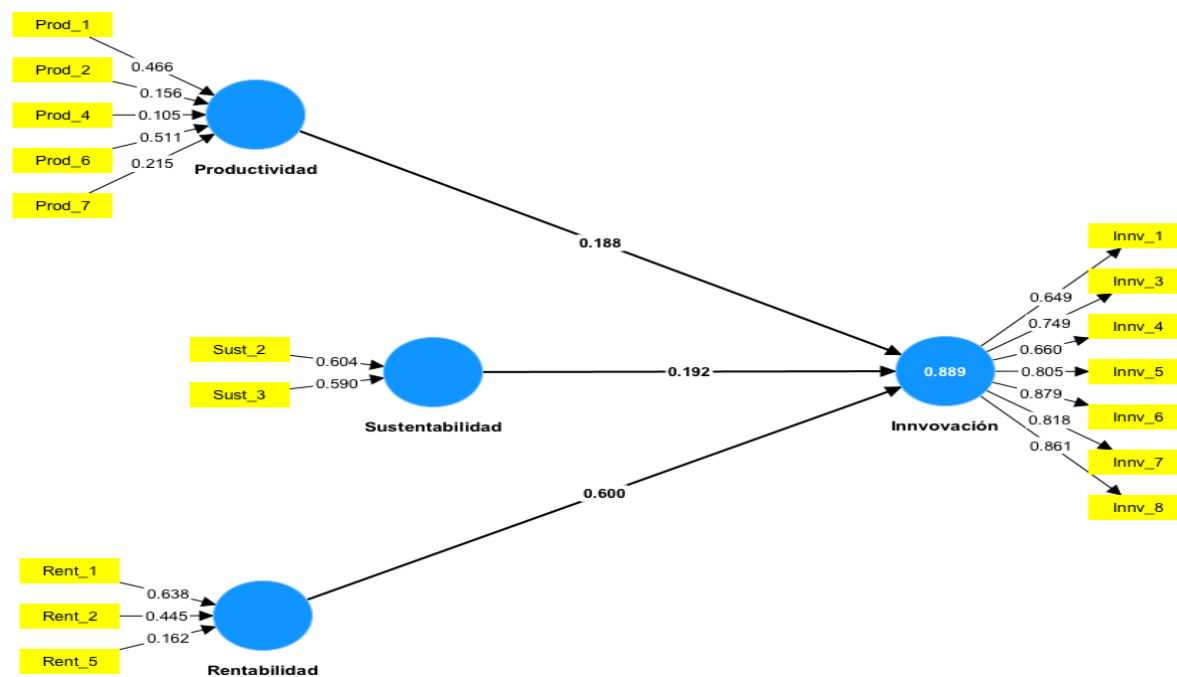 Prod_1
Prod_2
Prod_4
Prod_6
Prod_7
0.466
0.156
0.105
0.511
0.215
Productividad
0.188
Sust_2
Sust_3
0.604
0.590
Sustentabilidad
0.192
Rent_1
Rent_2
Rent_5
0.638
0.445
0.162
Rentabilidad
0.600
0.889
Innvovación
0.649
0.749
0.660
0.805
0.879
0.818
0.861
Innv_1
Innv_3
Innv_4
Innv_5
Innv_6
Innv_7
Innv_8